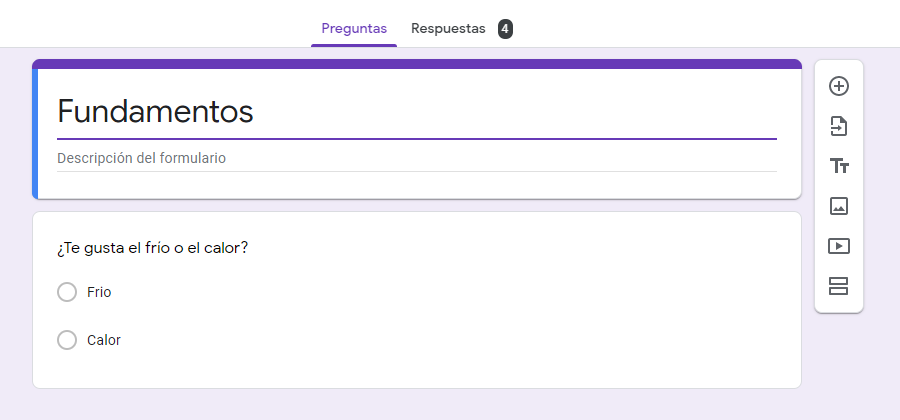 Preguntas Respuestas 4
Fundamentos
Descripción del formulario
¿Te gusta el frío o el calor?
Frio
Calor